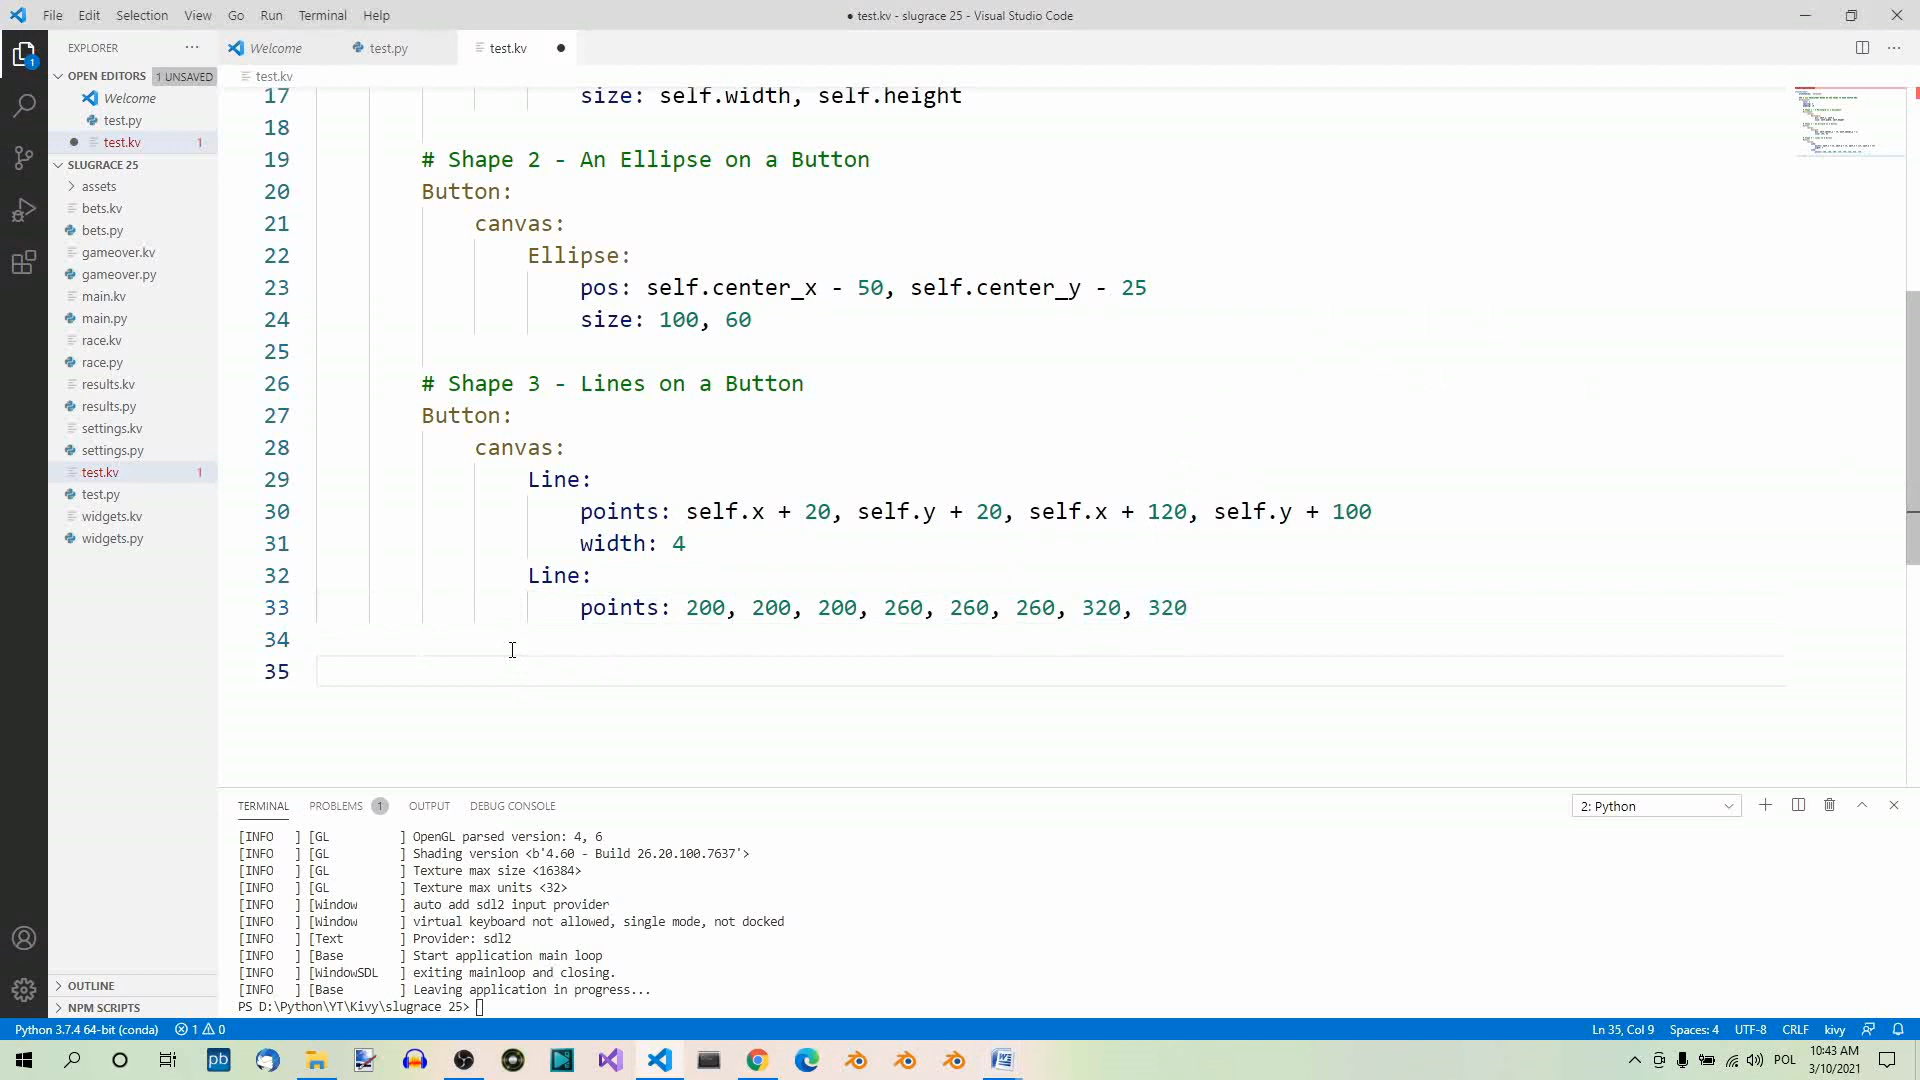 File Edit Selection View Go Run Terminal Help
● test.kv - slugrace 25 - Visual Studio Code
EXPLORER
Welcome
test.py
test.kv
OPEN EDITORS
1 UNSAVED
Welcome
test.py
test.kv 1
SLUGRACE 25
assets
bets.kv
bets.py
gameover.kv
gameover.py
main.kv
main.py
race.kv
race.py
results.kv
results.py
settings.kv
settings.py
test.kv 1
test.py
widgets.kv
widgets.py
OUTLINE
NPM SCRIPTS
test.kv
17 size: self.width, self.height
18
19 # Shape 2 - An Ellipse on a Button
20 Button:
21 canvas:
22 Ellipse:
23 pos: self.center_x - 50, self.center_y - 25
24 size: 100, 60
25
26 # Shape 3 - Lines on a Button
27 Button:
28 canvas:
29 Line:
30 points: self.x + 20, self.y + 20, self.x + 120, self.y + 100
31 width: 4
32 Line:
33 points: 200, 200, 200, 260, 260, 260, 320, 320
34
35
TERMINAL PROBLEMS 1 OUTPUT DEBUG CONSOLE
2: Python
[INFO ] [GL ] OpenGL parsed version: 4, 6
[INFO ] [GL ] Shading version <b'4.60 - Build 26.20.100.7637'>
[INFO ] [GL ] Texture max size <16384>
[INFO ] [GL ] Texture max units <32>
[INFO ] [Window ] auto add sdl2 input provider
[INFO ] [Window ] virtual keyboard not allowed, single mode, not docked
[INFO ] [Text ] Provider: sdl2
[INFO ] [Base ] Start application main loop
[INFO ] [WindowSDL ] exiting mainloop and closing.
[INFO ] [Base ] Leaving application in progress...
PS D:\Python\YT\Kivy\slugrace 25>
Python 3.7.4 64-bit (conda) 1 0
Ln 35, Col 9 Spaces: 4 UTF-8 CRLF kivy
pb
POL
10:43 AM
3/10/2021